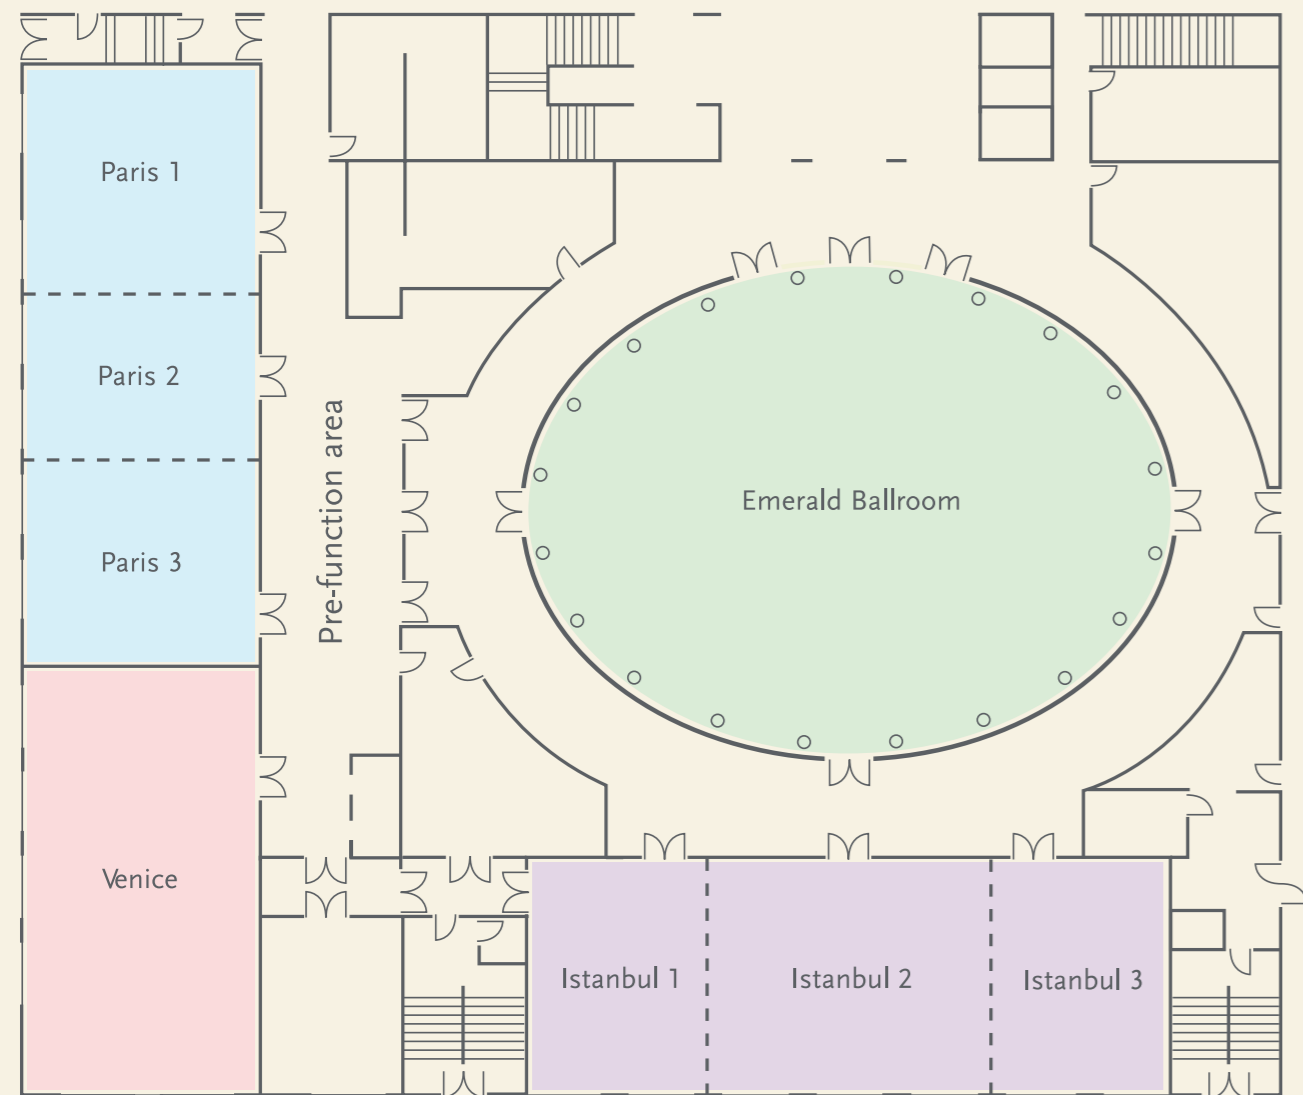 Paris 1
Paris 2
Paris 3
Pre-function area
Emerald Ballroom
Venice
Istanbul 1
Istanbul 2
Istanbul 3